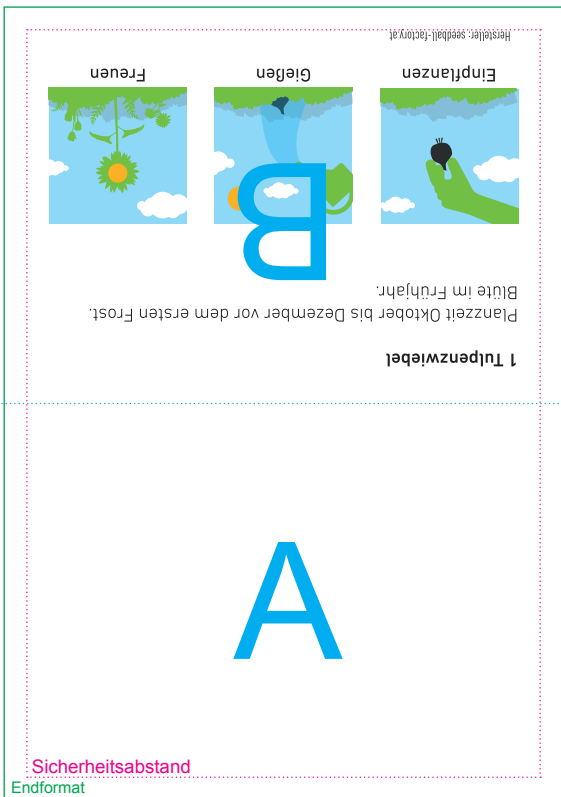 1 Tulpenzwiebel
Planzzeit Oktober bis Dezember vor dem ersten Frost.
Blüte im Frühjahr.
B
Einpflanzen Gießen Freuen
Hersteller: seedball-factory.at
A
Sicherheitsabstand
Endformat